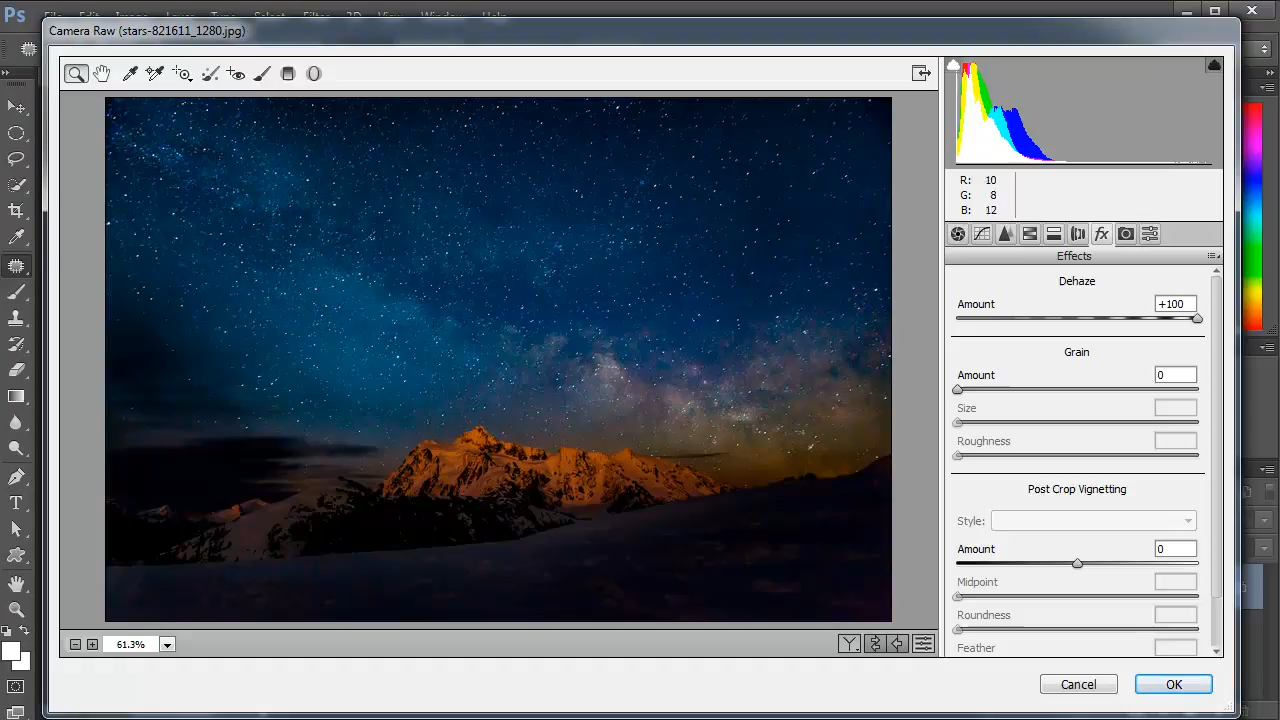 Ps
Camera Raw (stars-821611_1280.jpg)
R: 10
G: 8
B: 12
fx
Effects
Dehaze
Amount +100
Grain
Amount 0
Size
Roughness
Post Crop Vignetting
Style:
Amount 0
Midpoint
Roundness
Feather
61.3%
Y
Cancel OK
T